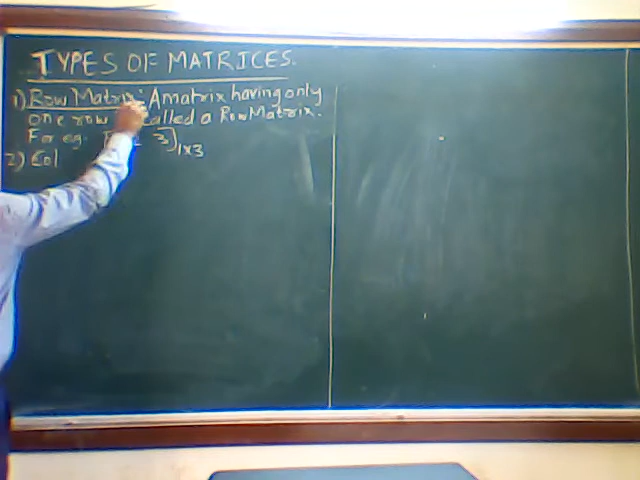 TYPES OF MATRICES.
1) Row Matrix: A matrix having only
one row called a Row Matrix.
For eg. 3]1x3
2) Col